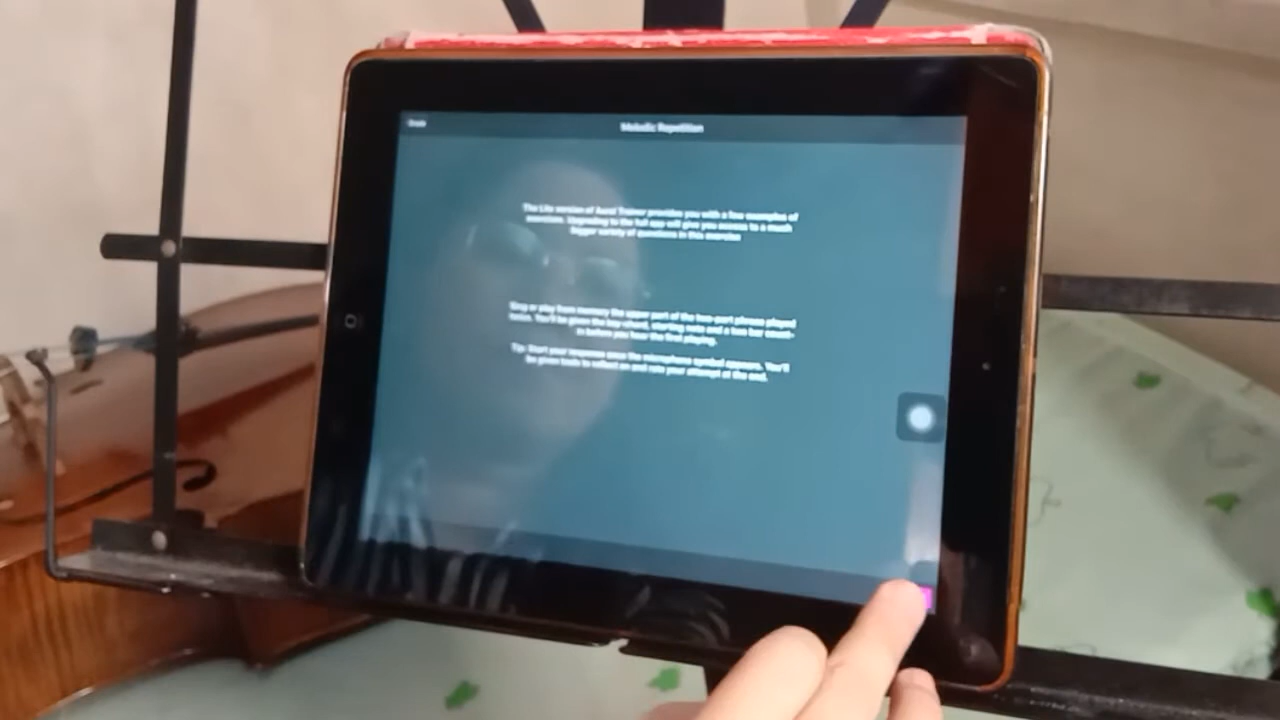 Melodic Repetition
The Lite version of Aural Trainer provides you with a few examples of
exercises. Upgrading to the full app will give you access to a much
bigger variety of questions in this exercise
Sing or play from memory the upper part of the two-part phrase played
twice. You'll be given the key-chord, starting note and a two bar count-
in before you hear the first playing.
Tip: Start your response once the microphone symbol appears. You'll
be given tools to reflect on and rate your attempt at the end.